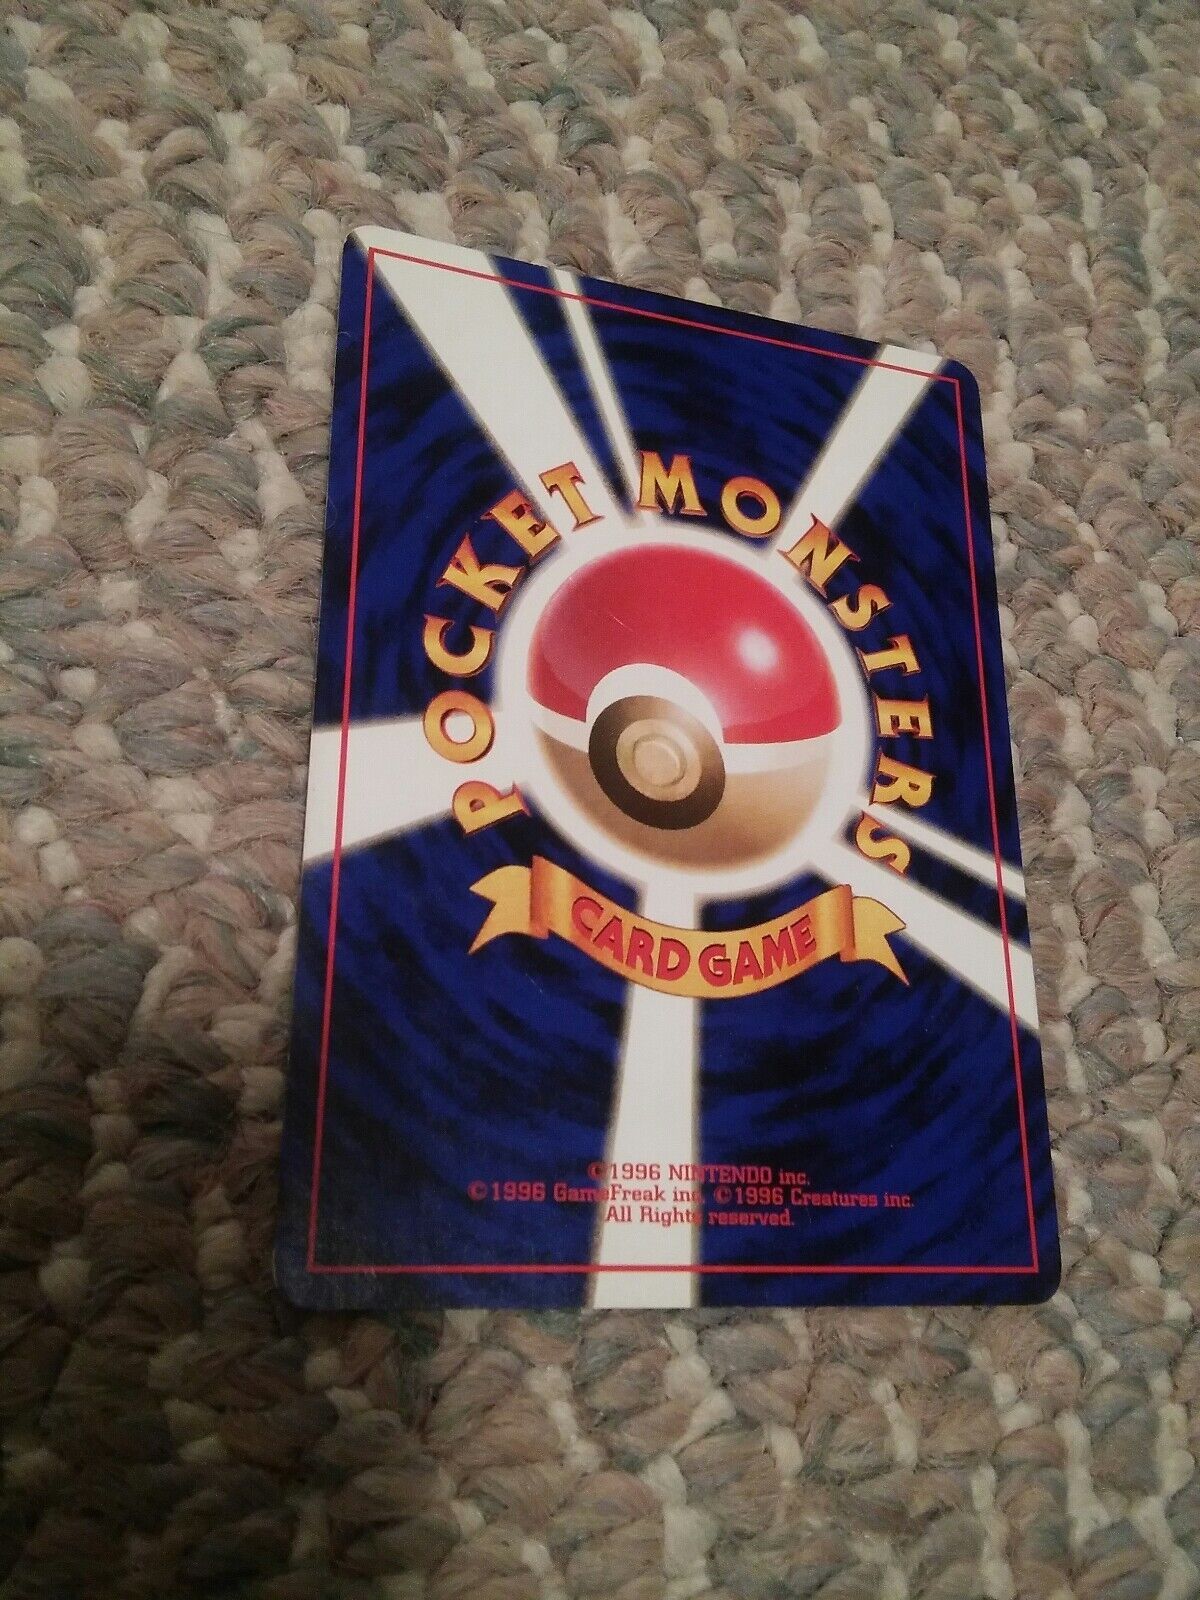 POCKET MONSTERS
CARD GAME
©1996 NINTENDO inc.
©1996 GameFreak inc. ©1996 Creatures inc.
All Rights reserved.